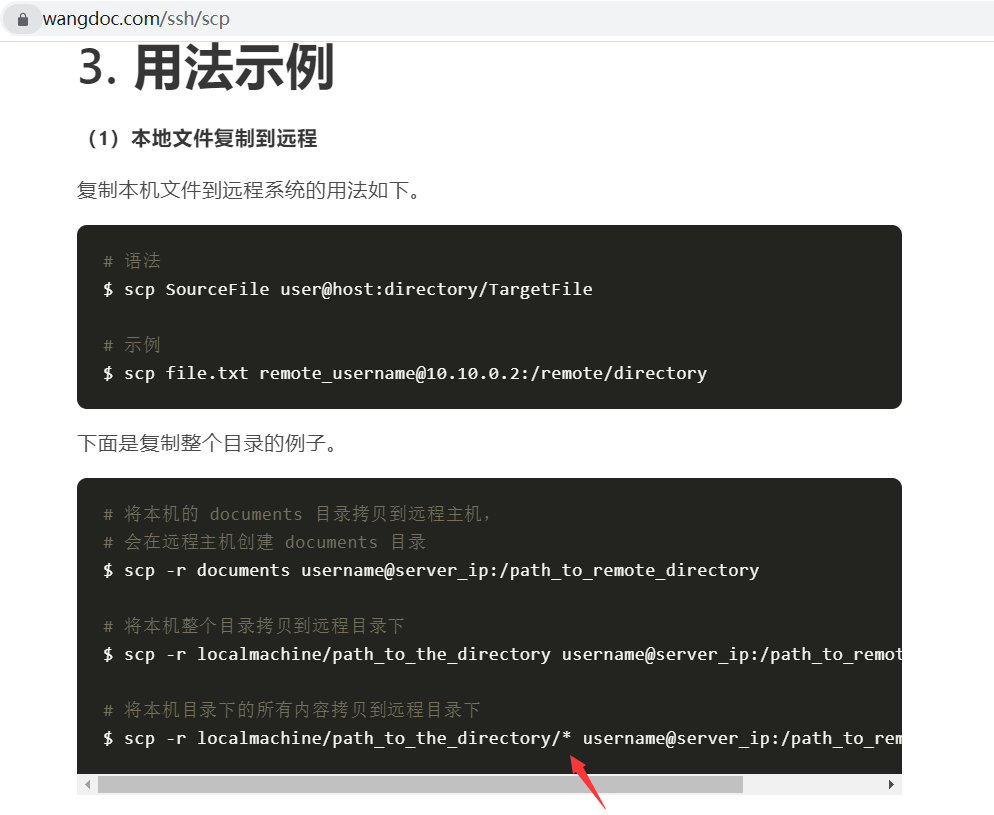 wangdoc.com/ssh/scp
3. 用法示例
（1）本地文件复制到远程
复制本机文件到远程系统的用法如下。
# 语法
$ scp SourceFile user@host:directory/TargetFile
# 示例
$ scp file.txt remote_username@10.10.0.2:/remote/directory
下面是复制整个目录的例子。
# 将本机的 documents 目录拷贝到远程主机，
# 会在远程主机创建 documents 目录
$ scp -r documents username@server_ip:/path_to_remote_directory
# 将本机整个目录拷贝到远程目录下
$ scp -r localmachine/path_to_the_directory username@server_ip:/path_to_remot
# 将本机目录下的所有内容拷贝到远程目录下
$ scp -r localmachine/path_to_the_directory/* username@server_ip:/path_to_rem